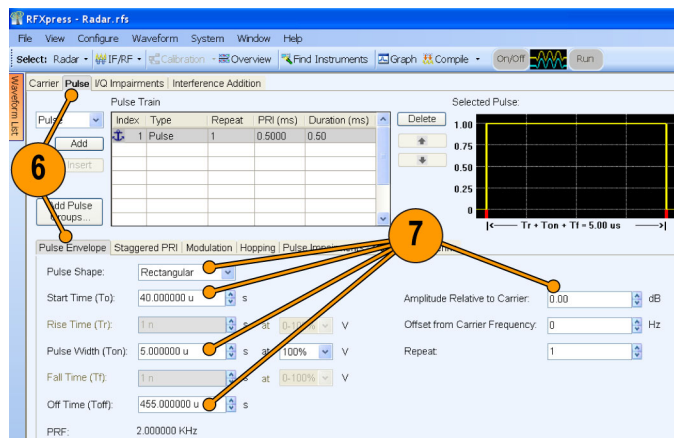 RFXpress - Radar.rfs
File View Configure Waveform System Window Help
Select: Radar IF/RF Calibration Overview Find Instruments Graph Compile On/Off Run
Waveform List
Carrier Pulse I/Q Impairments Interference Addition
Pulse Train
Selected Pulse:
Pulse
Index Type Repeat PRI (ms) Duration (ms)
Delete
1 Pulse 1 0.5000 0.50
Add
Insert
Add Pulse Groups...
1.00
0.75
0.50
0.25
0
|<---- Tr + Ton + Tf = 5.00 us ---->|
6
7
Pulse Envelope Staggered PRI Modulation Hopping Pulse
Pulse Shape: Rectangular
Start Time (To): 40.000000 u s
Amplitude Relative to Carrier: 0.00 dB
Rise Time (Tr): 1 n s at 0-100% V
Offset from Carrier Frequency: 0 Hz
Pulse Width (Ton): 5.000000 u s at 100% V
Repeat: 1
Fall Time (Tf): 1 n s at 0-100% V
Off Time (Toff): 455.000000 u s
PRF: 2.000000 KHz